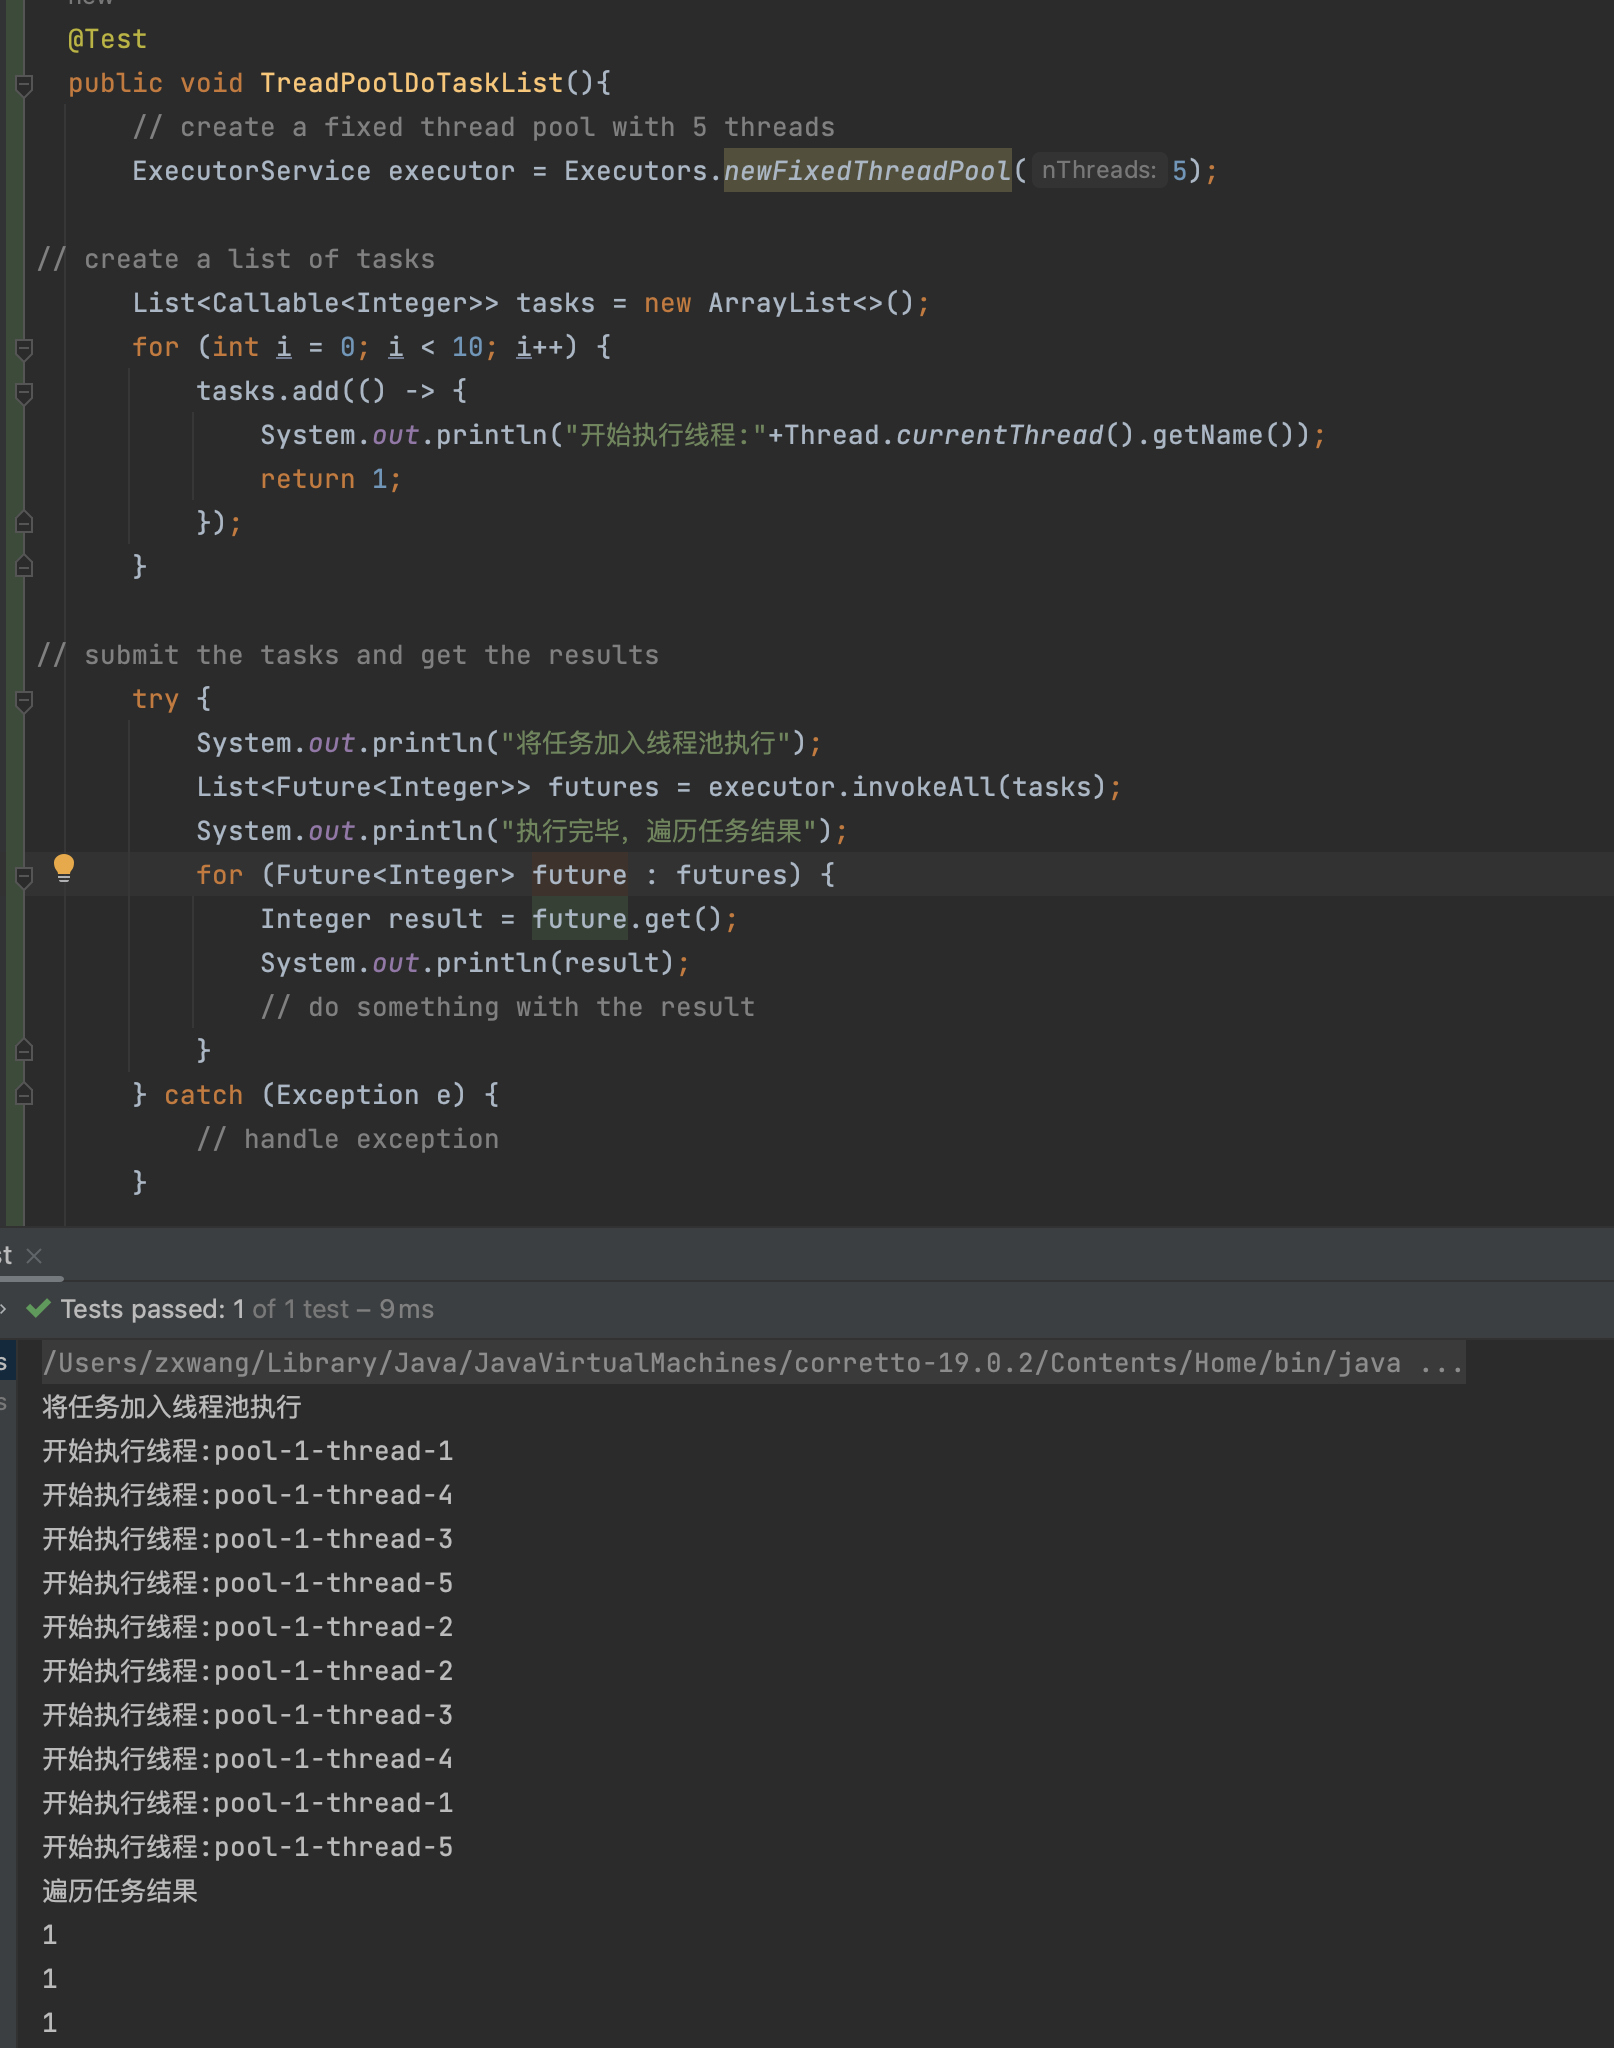 @Test
public void TreadPoolDoTaskList(){
// create a fixed thread pool with 5 threads
ExecutorService executor = Executors.newFixedThreadPool( nThreads: 5);
// create a list of tasks
List<Callable<Integer>> tasks = new ArrayList<>();
for (int i = 0; i < 10; i++) {
tasks.add(() -> {
System.out.println("开始执行线程:"+Thread.currentThread().getName());
return 1;
});
}
// submit the tasks and get the results
try {
System.out.println("将任务加入线程池执行");
List<Future<Integer>> futures = executor.invokeAll(tasks);
System.out.println("执行完毕，遍历任务结果");
for (Future<Integer> future : futures) {
Integer result = future.get();
System.out.println(result);
// do something with the result
}
} catch (Exception e) {
// handle exception
}
st
Tests passed: 1 of 1 test – 9 ms
/Users/zxwang/Library/Java/JavaVirtualMachines/corretto-19.0.2/Contents/Home/bin/java ...
将任务加入线程池执行
开始执行线程:pool-1-thread-1
开始执行线程:pool-1-thread-4
开始执行线程:pool-1-thread-3
开始执行线程:pool-1-thread-5
开始执行线程:pool-1-thread-2
开始执行线程:pool-1-thread-2
开始执行线程:pool-1-thread-3
开始执行线程:pool-1-thread-4
开始执行线程:pool-1-thread-1
开始执行线程:pool-1-thread-5
遍历任务结果
1
1
1